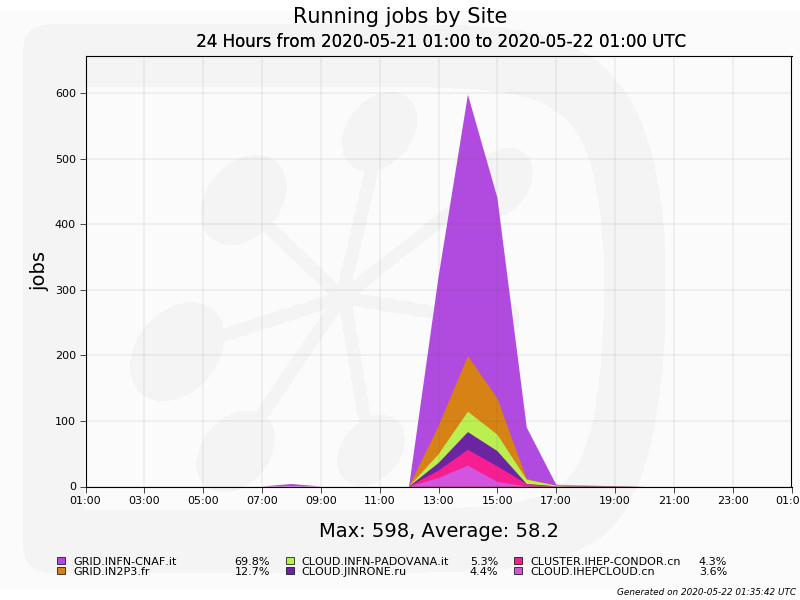 Running jobs by Site
24 Hours from 2020-05-21 01:00 to 2020-05-22 01:00 UTC
600
500
400
300
200
100
0
jobs
01:00 03:00 05:00 07:00 09:00 11:00 13:00 15:00 17:00 19:00 21:00 23:00 01:0
Max: 598, Average: 58.2
GRID.INFN-CNAF.it 69.8% CLOUD.INFN-PADOVANA.it 5.3% CLUSTER.IHEP-CONDOR.cn 4.3%
GRID.IN2P3.fr 12.7% CLOUD.JINRONE.ru 4.4% CLOUD.IHEPCLOUD.cn 3.6%
Generated on 2020-05-22 01:35:42 UTC